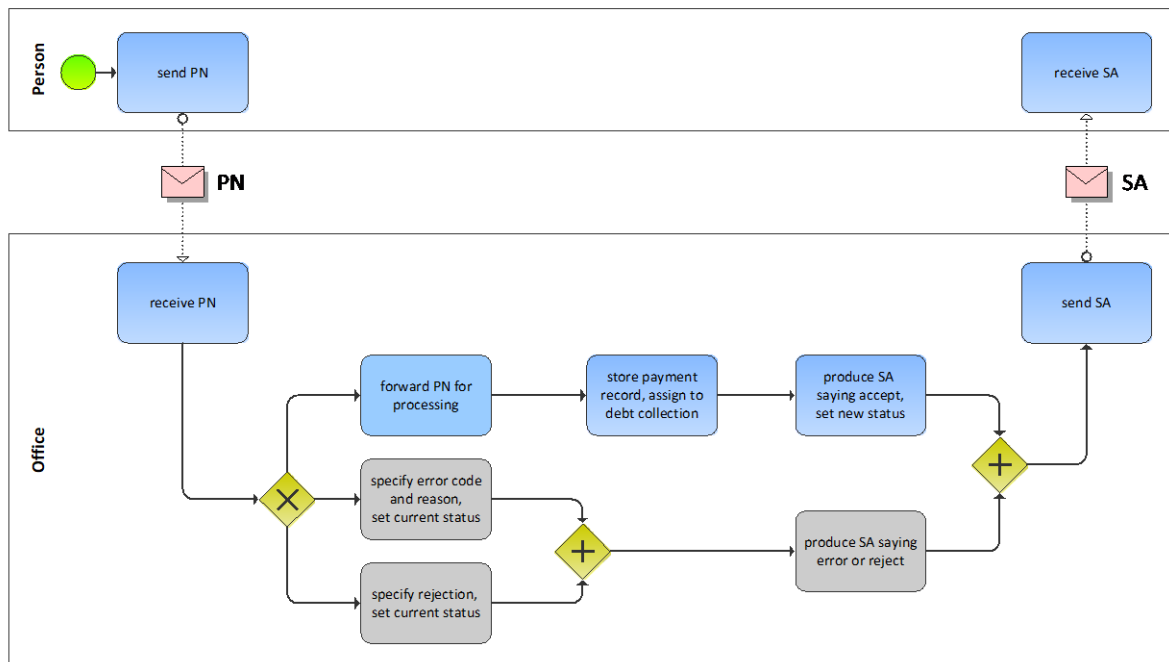 Person
send PN
receive SA
PN
SA
Office
receive PN
send SA
forward PN for
processing
store payment
record, assign to
debt collection
produce SA
saying accept,
set new status
specify error code
and reason,
set current status
produce SA saying
error or reject
specify rejection,
set current status